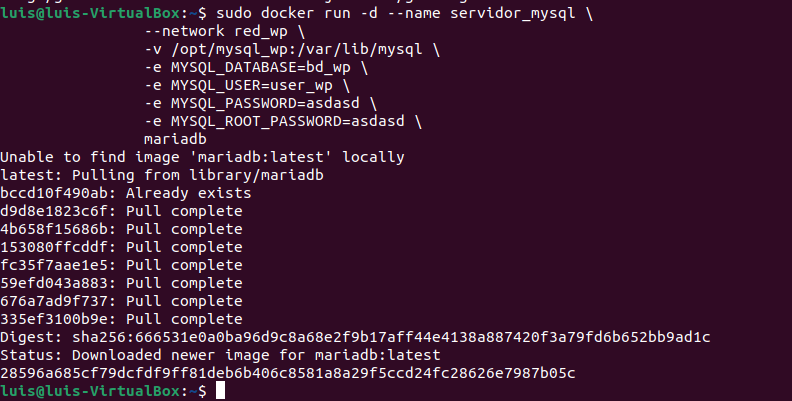 luis@luis-VirtualBox:~$ sudo docker run -d --name servidor_mysql \
--network red_wp \
-v /opt/mysql_wp:/var/lib/mysql \
-e MYSQL_DATABASE=bd_wp \
-e MYSQL_USER=user_wp \
-e MYSQL_PASSWORD=asdasd \
-e MYSQL_ROOT_PASSWORD=asdasd \
mariadb
Unable to find image 'mariadb:latest' locally
latest: Pulling from library/mariadb
bccd10f490ab: Already exists
d9d8e1823c6f: Pull complete
4b658f15686b: Pull complete
153080ffcddf: Pull complete
fc35f7aae1e5: Pull complete
59efd043a883: Pull complete
676a7ad9f737: Pull complete
335ef3100b9e: Pull complete
Digest: sha256:666531e0a0ba96d9c8a68e2f9b17aff44e4138a887420f3a79fd6b652bb9ad1c
Status: Downloaded newer image for mariadb:latest
28596a685cf79dcfdf9ff81deb6b406c8581a8a29f5ccd24fc28626e7987b05c
luis@luis-VirtualBox:~$